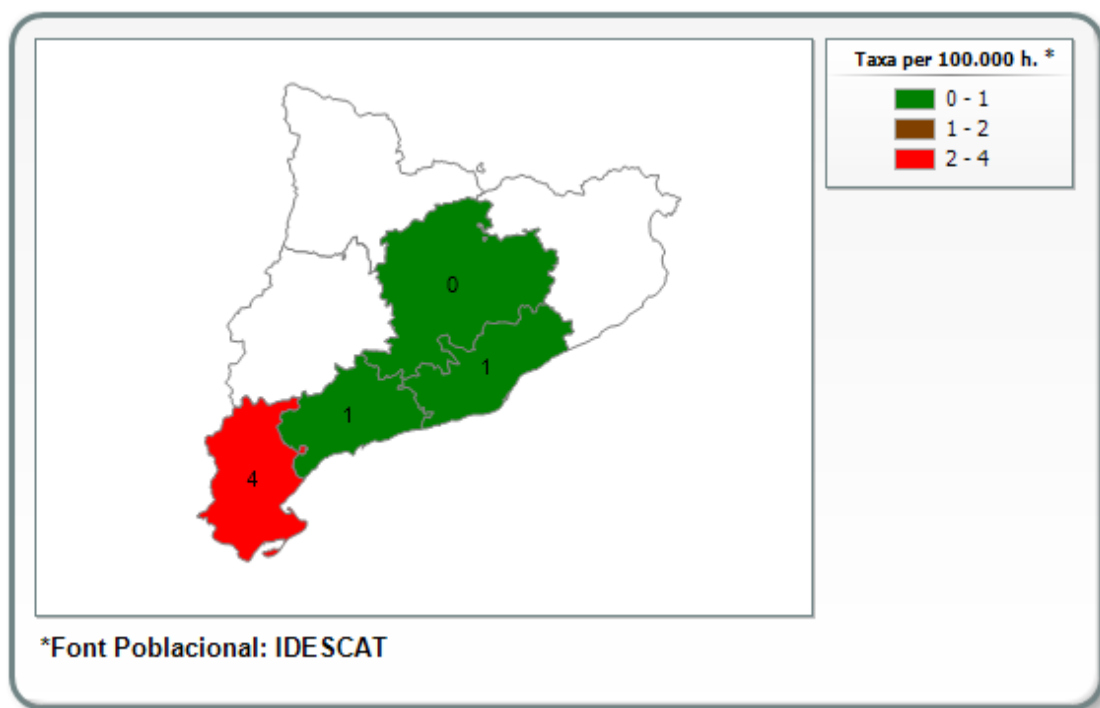 Taxa per 100.000 h. *
0 - 1
1 - 2
2 - 4
0
1
1
4
*Font Poblacional: IDESCAT